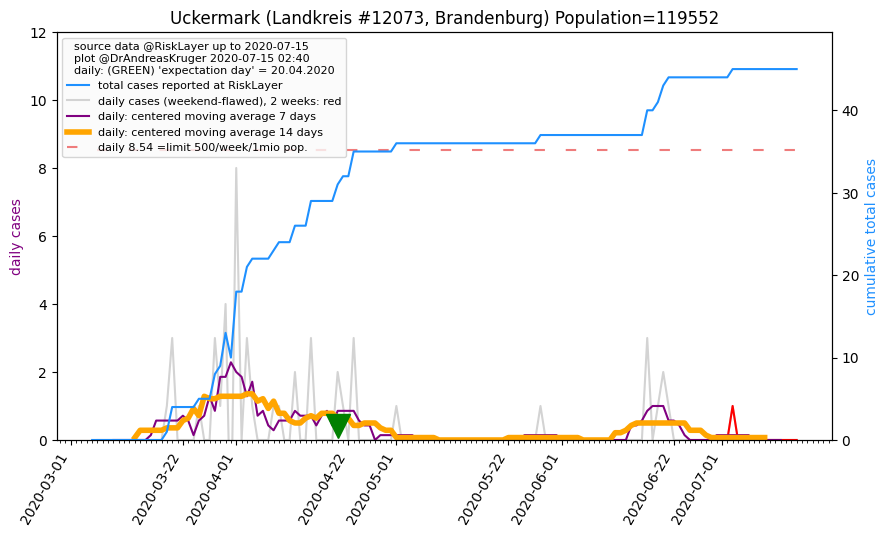 Uckermark (Landkreis #12073, Brandenburg) Population=119552
source data @RiskLayer up to 2020-07-15
plot @DrAndreasKruger 2020-07-15 02:40
daily: (GREEN) 'expectation day' = 20.04.2020
total cases reported at RiskLayer
daily cases (weekend-flawed), 2 weeks: red
daily: centered moving average 7 days
daily: centered moving average 14 days
daily 8.54 =limit 500/week/1mio pop.
daily cases
12
10
8
6
4
2
0
cumulative total cases
40
30
20
10
0
2020-03-01
2020-03-22
2020-04-01
2020-04-22
2020-05-01
2020-05-22
2020-06-01
2020-06-22
2020-07-01